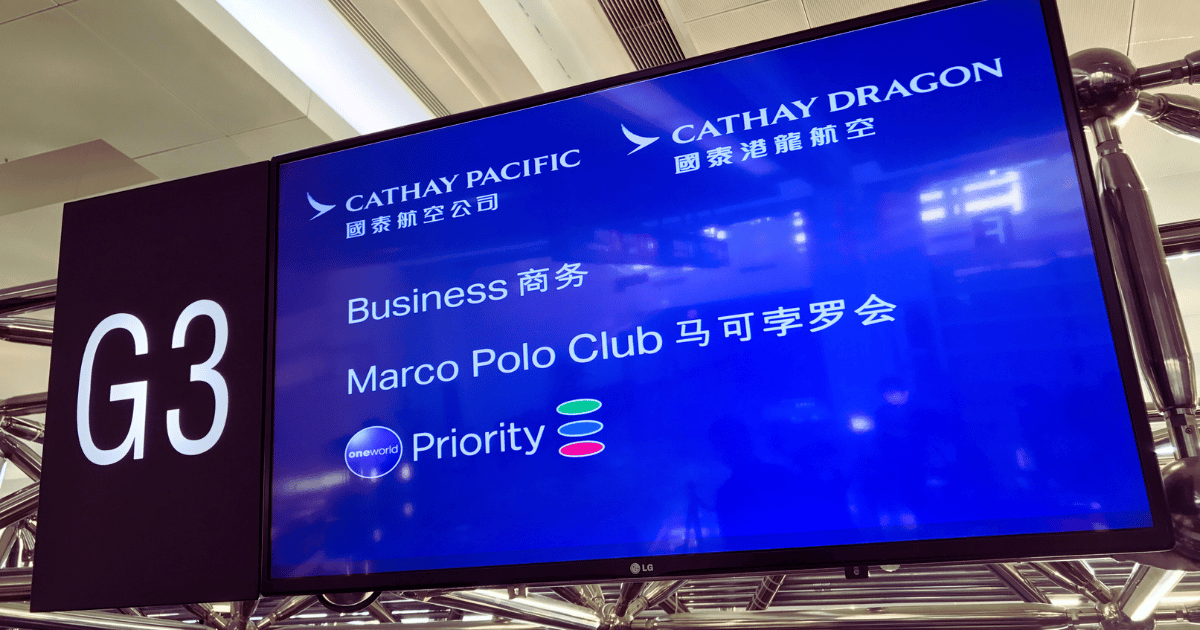 G3
CATHAY PACIFIC
國泰航空公司
CATHAY DRAGON
國泰港龍航空
Business 商务
Marco Polo Club 马可孛罗会
oneworld Priority
LG